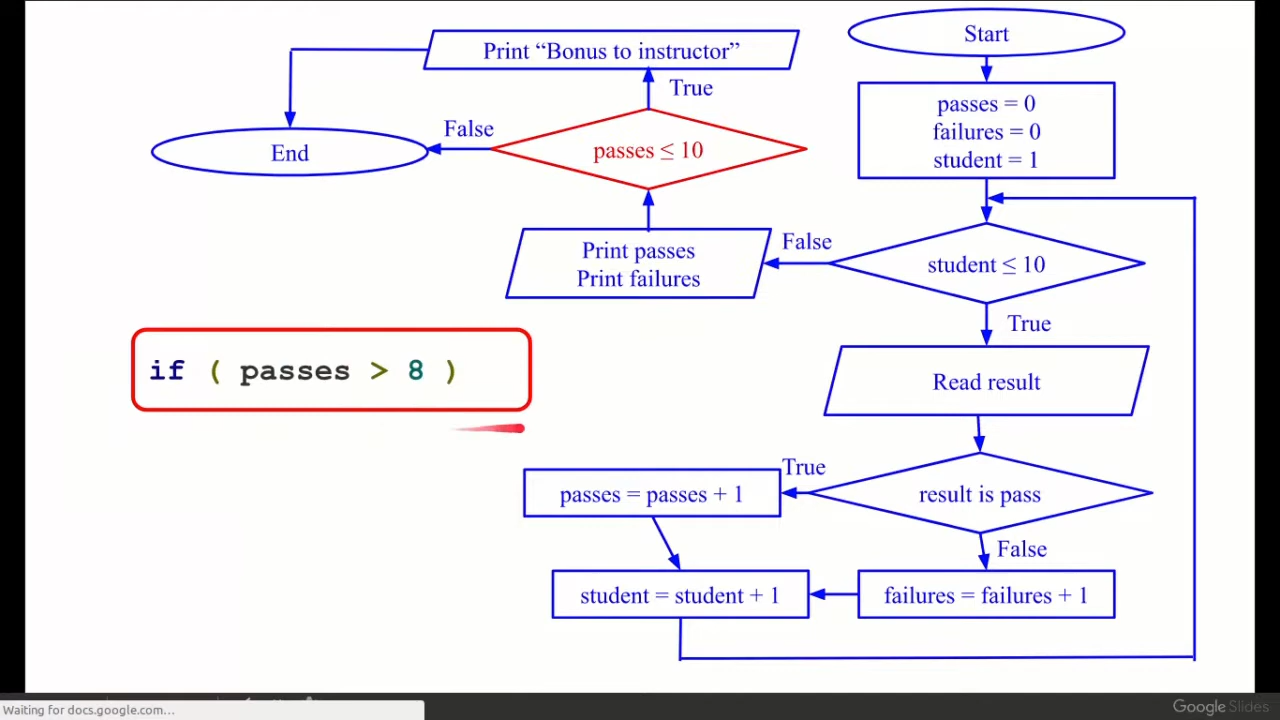 Start
Print “Bonus to instructor”
True
passes = 0
failures = 0
student = 1
False
End
passes ≤ 10
Print passes
Print failures
False
student ≤ 10
True
if ( passes > 8 )
Read result
True
passes = passes + 1
result is pass
False
student = student + 1
failures = failures + 1
Waiting for docs.google.com...
Google Slides